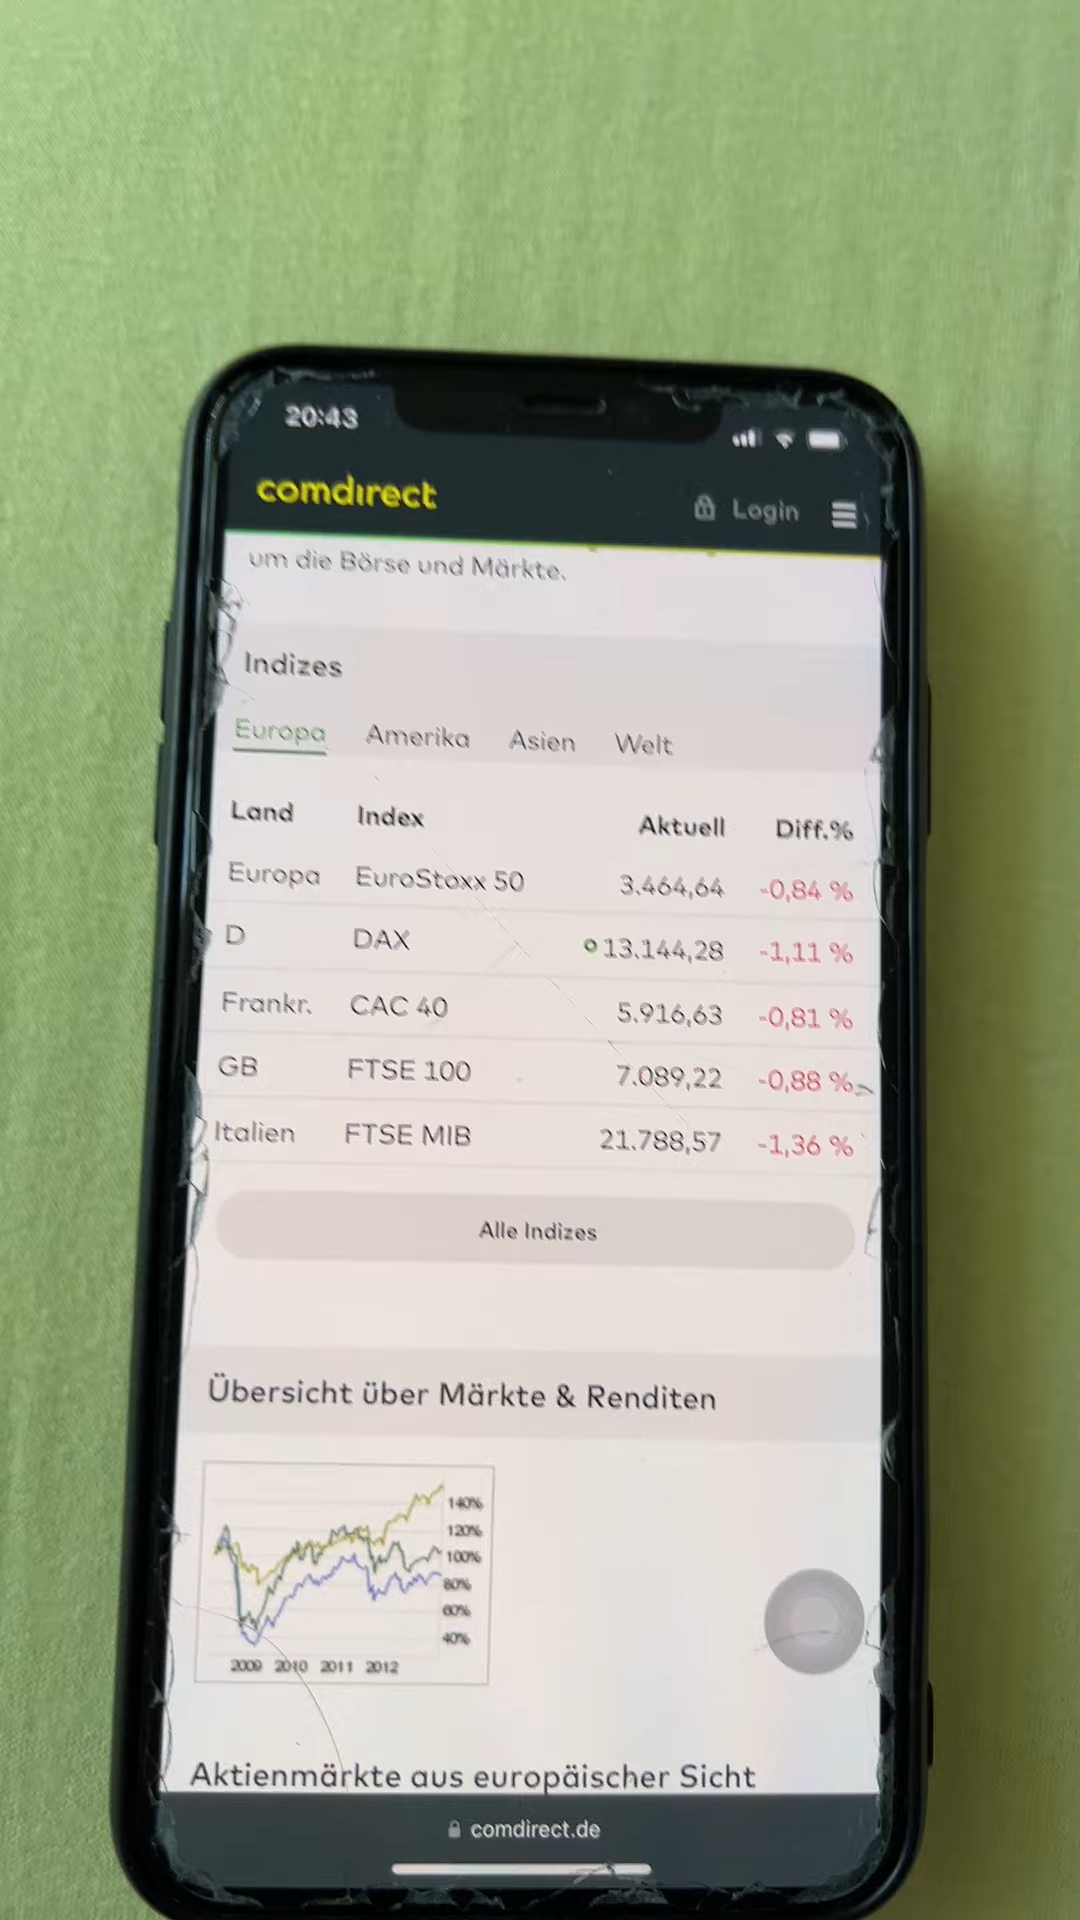 20:43
comdirect
Login
um die Börse und Märkte.
Indizes
Europa Amerika Asien Welt
Land Index Aktuell Diff.%
Europa EuroStoxx 50 3.464,64 -0,84 %
D DAX 13.144,28 -1,11 %
Frankr. CAC 40 5.916,63 -0,81 %
GB FTSE 100 7.089,22 -0,88 %
Italien FTSE MIB 21.788,57 -1,36 %
Alle Indizes
Übersicht über Märkte & Renditen
140%
120%
100%
80%
60%
40%
2009 2010 2011 2012
Aktienmärkte aus europäischer Sicht
comdirect.de